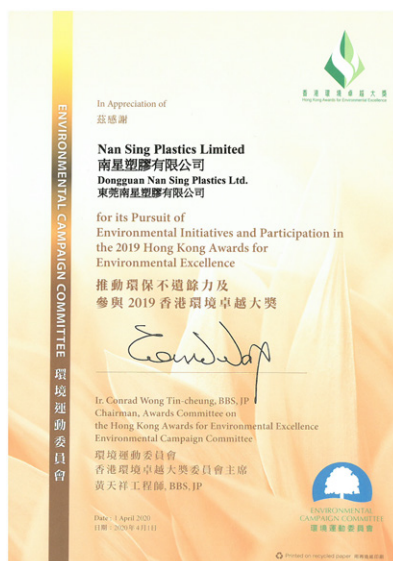 香港環境卓越大獎
Hong Kong Awards for Environmental Excellence
In Appreciation of
茲感謝
Nan Sing Plastics Limited
南星塑膠有限公司
Dongguan Nan Sing Plastics Ltd.
東莞南星塑膠有限公司
for its Pursuit of
Environmental Initiatives and Participation in
the 2019 Hong Kong Awards for
Environmental Excellence
推動環保不遺餘力及
參與 2019 香港環境卓越大獎
Ir. Conrad Wong Tin-cheung, BBS, JP
Chairman, Awards Committee on
the Hong Kong Awards for Environmental Excellence
Environmental Campaign Committee
環境運動委員會
香港環境卓越大獎委員會主席
黃天祥工程師, BBS, JP
Date : 1 April 2020
日期 : 2020年4月1日
ENVIRONMENTAL CAMPAIGN COMMITTEE 環境運動委員會
ENVIRONMENTAL
CAMPAIGN COMMITTEE
環境運動委員會
Printed on recycled paper